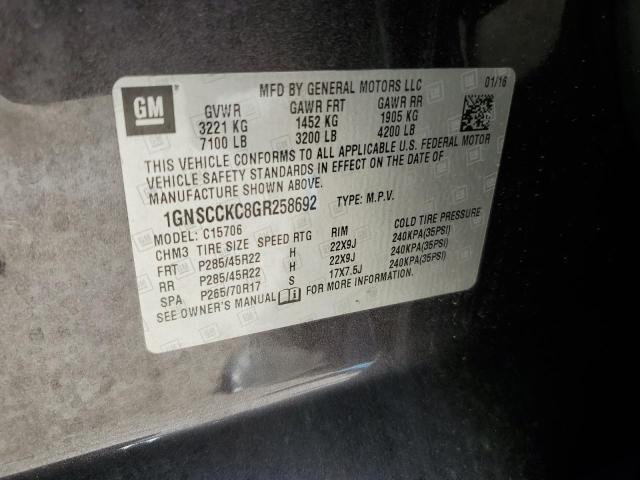 MFD BY GENERAL MOTORS LLC 01/16
GM
GVWR GAWR FRT GAWR RR
3221 KG 1452 KG 1905 KG
7100 LB 3200 LB 4200 LB
THIS VEHICLE CONFORMS TO ALL APPLICABLE U.S. FEDERAL MOTOR
VEHICLE SAFETY STANDARDS IN EFFECT ON THE DATE OF
MANUFACTURE SHOWN ABOVE.
1GNSCCKC8GR258692 TYPE: M.P.V.
MODEL: C15706
CHM3 TIRE SIZE SPEED RTG RIM COLD TIRE PRESSURE
FRT P285/45R22 H 22X9J 240KPA(35PSI)
RR P285/45R22 H 22X9J 240KPA(35PSI)
SPA P265/70R17 S 17X7.5J 240KPA(35PSI)
SEE OWNER'S MANUAL FOR MORE INFORMATION.